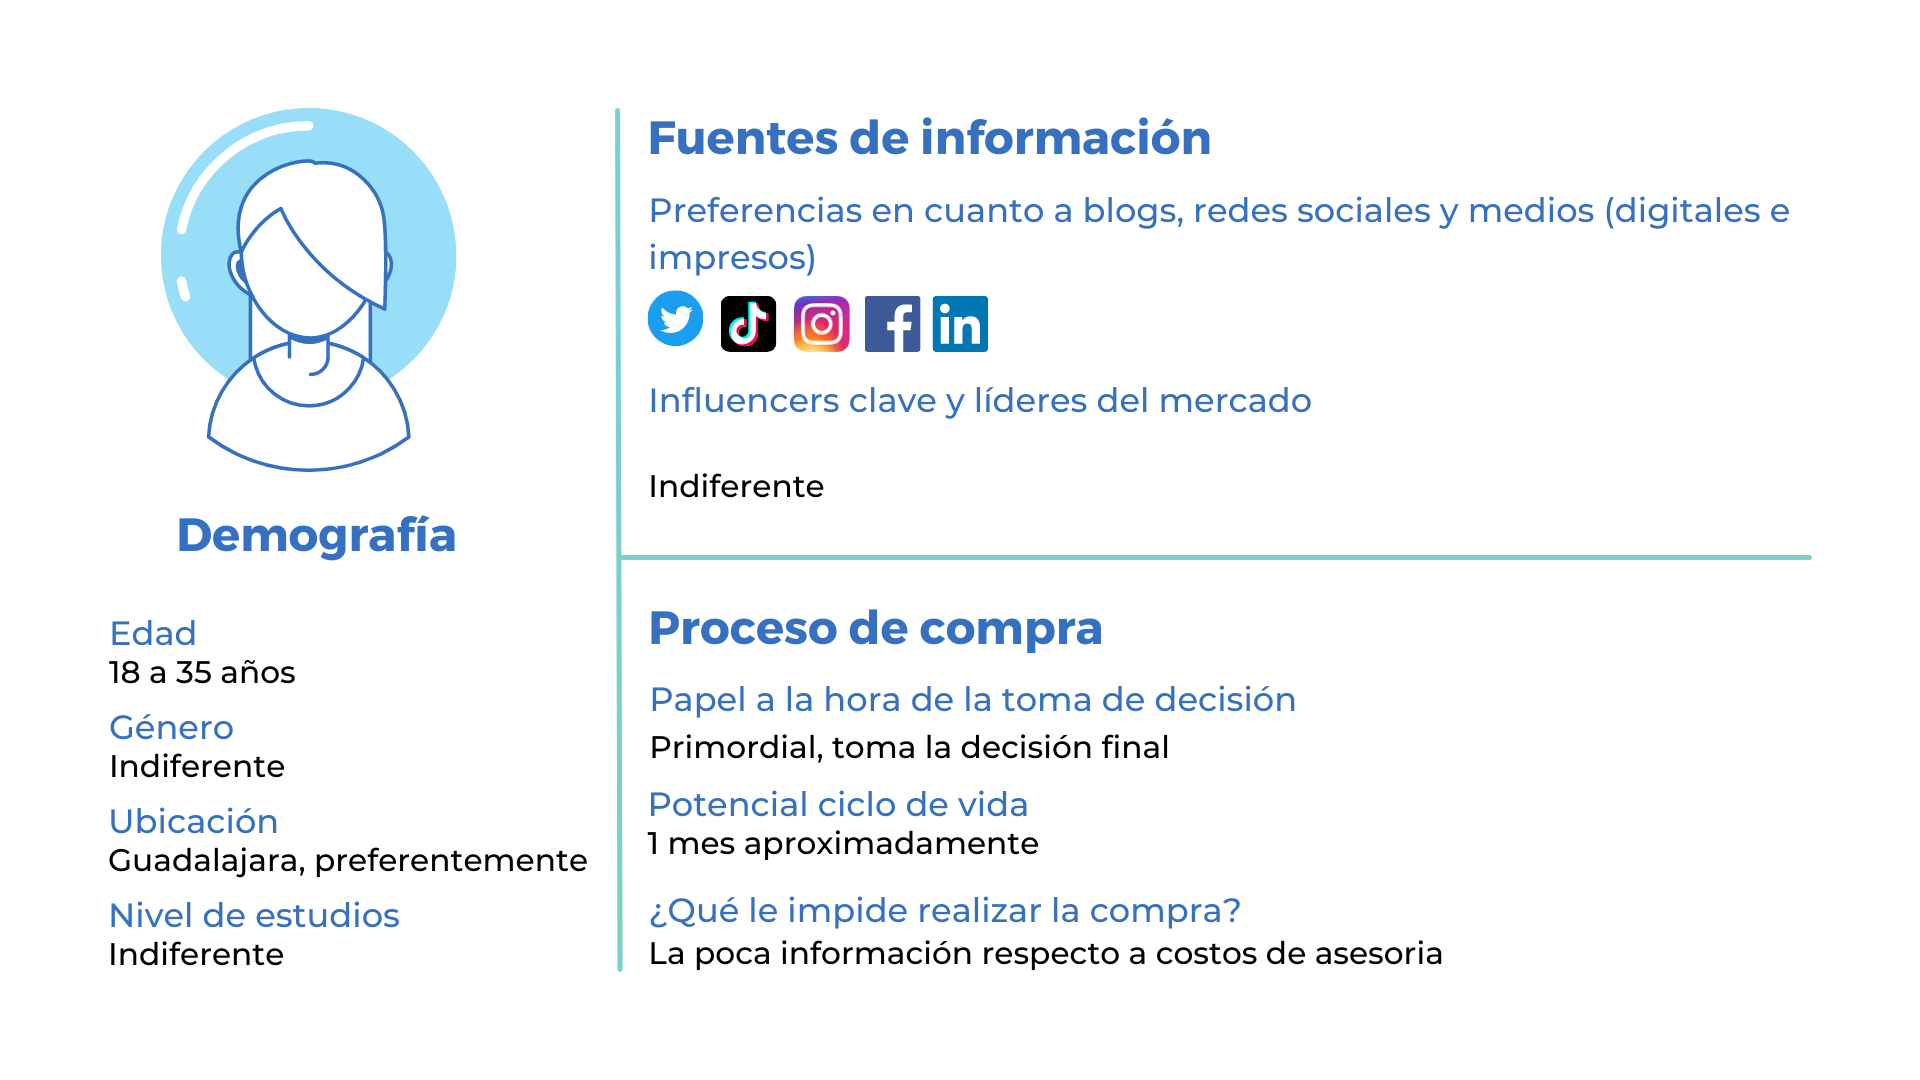 Demografía
Edad
18 a 35 años
Género
Indiferente
Ubicación
Guadalajara, preferentemente
Nivel de estudios
Indiferente
Fuentes de información
Preferencias en cuanto a blogs, redes sociales y medios (digitales e
impresos)
in
Influencers clave y líderes del mercado
Indiferente
Proceso de compra
Papel a la hora de la toma de decisión
Primordial, toma la decisión final
Potencial ciclo de vida
1 mes aproximadamente
¿Qué le impide realizar la compra?
La poca información respecto a costos de asesoria